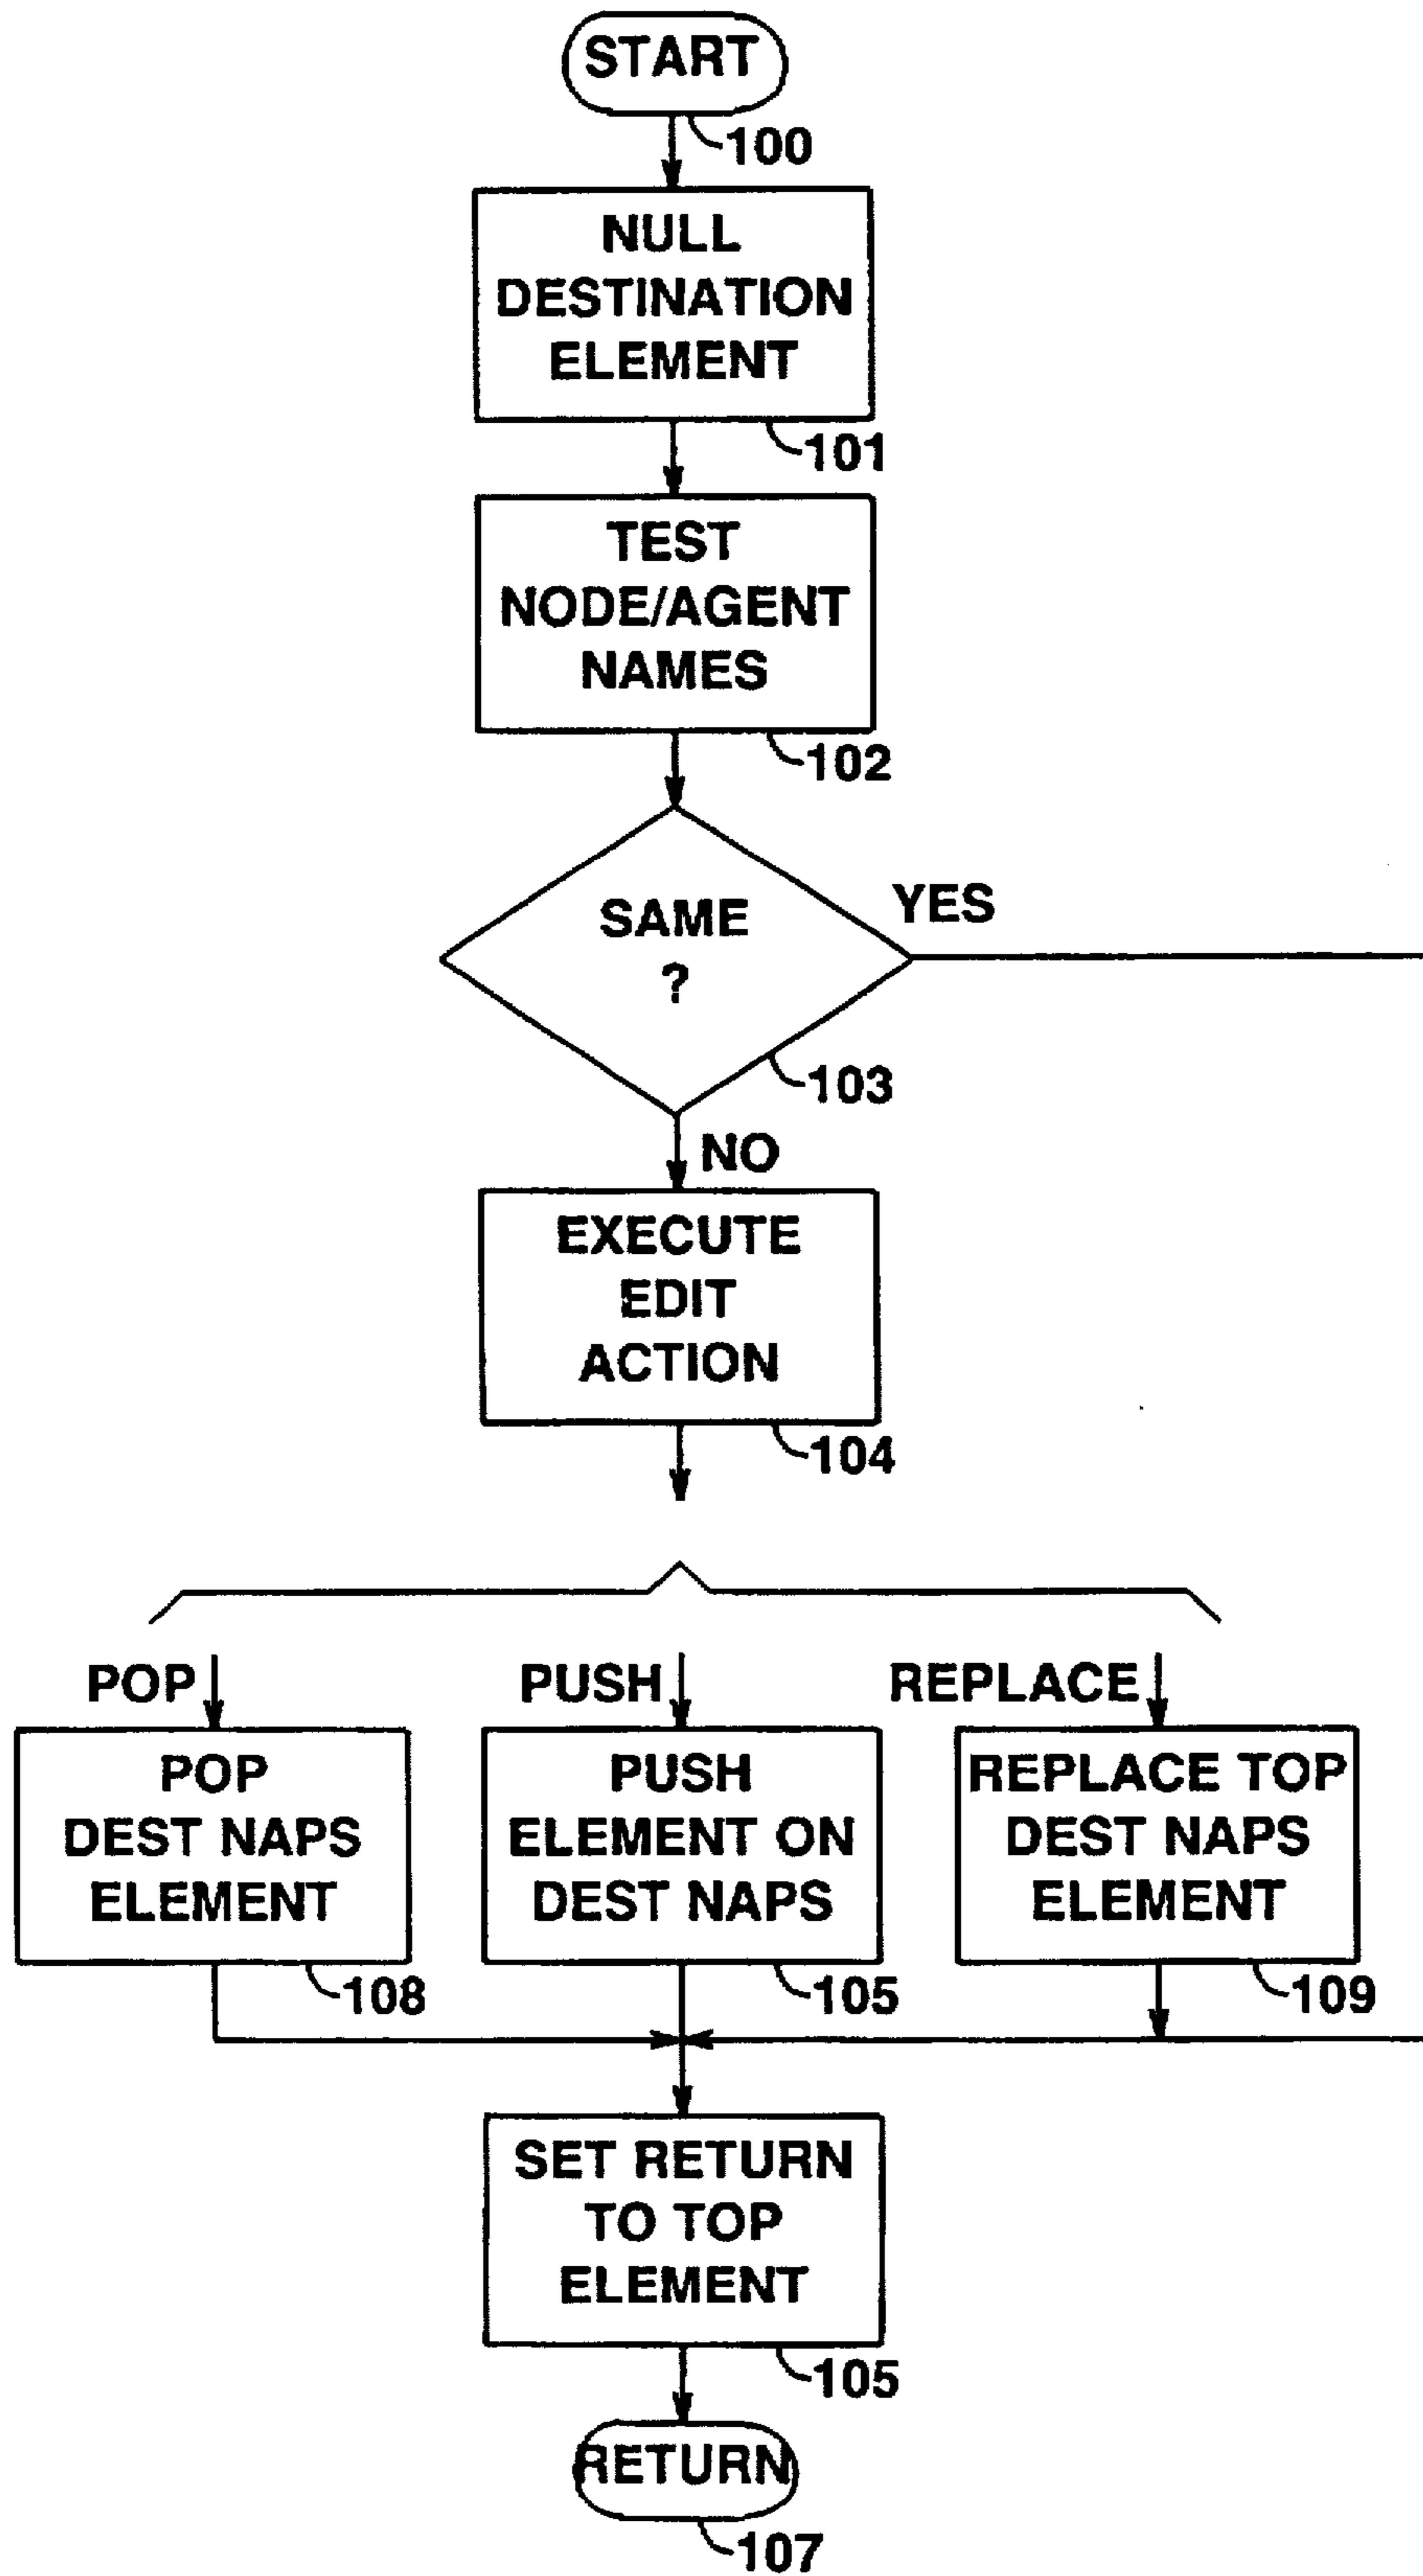 START
100
NULL
DESTINATION
ELEMENT
101
TEST
NODE/AGENT
NAMES
102
SAME
?
YES
103
NO
EXECUTE
EDIT
ACTION
104
POP
POP
DEST NAPS
ELEMENT
108
PUSH
PUSH
ELEMENT ON
DEST NAPS
105
REPLACE
REPLACE TOP
DEST NAPS
ELEMENT
109
SET RETURN
TO TOP
ELEMENT
105
RETURN
107